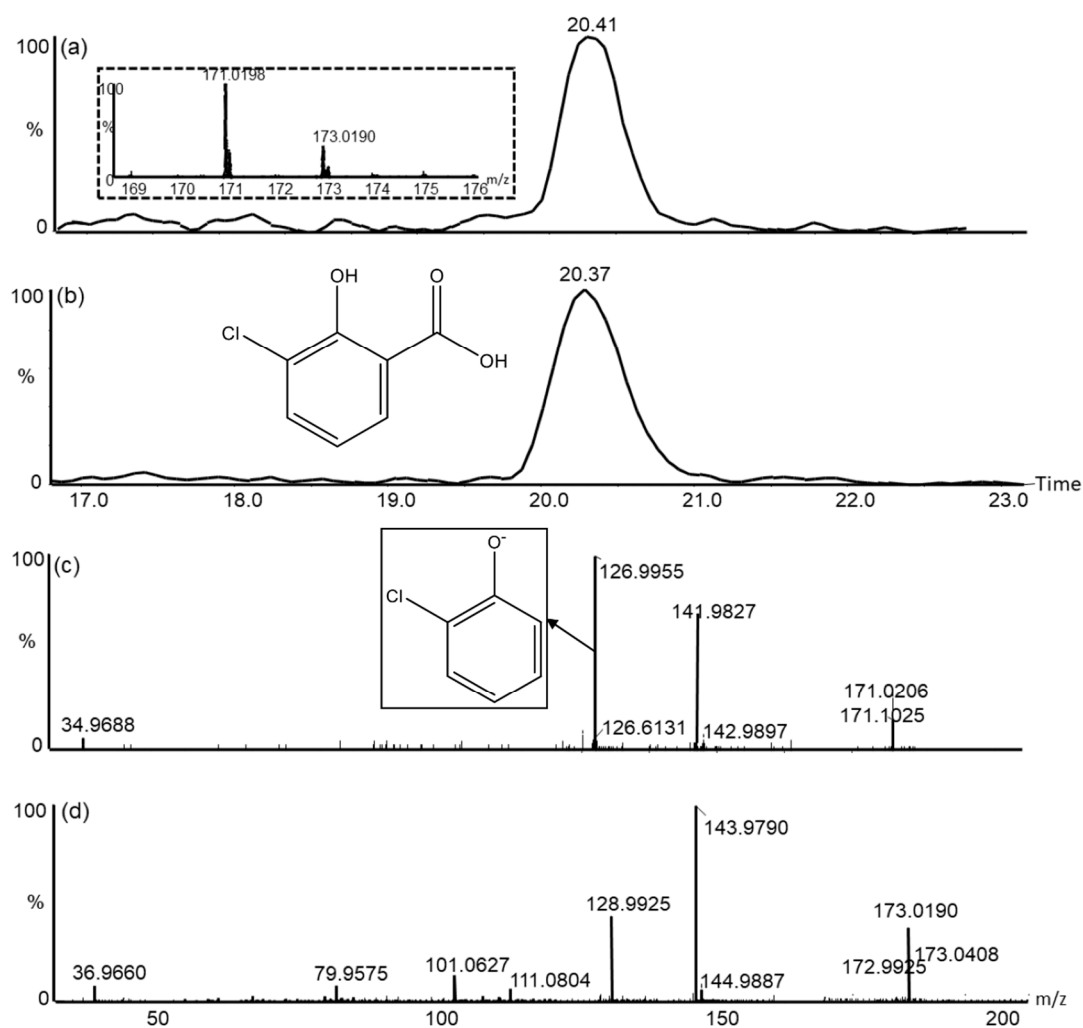 20.41
100 (a)
171.0198
100
%
173.0190
%
0
169 170 171 172 173 174 175 176 m/z
0
20.37
100 (b)
OH O
Cl
OH
%
0
17.0 18.0 19.0 20.0 21.0 22.0 23.0 Time
100 (c)
O-
126.9955
Cl
141.9827
%
171.0206
34.9688
126.6131 142.9897 171.1025
0
100 (d)
143.9790
%
128.9925 173.0190
173.0408
36.9660 79.9575 101.0627 111.0804 144.9887 172.9925
0
50 100 150 200 m/z